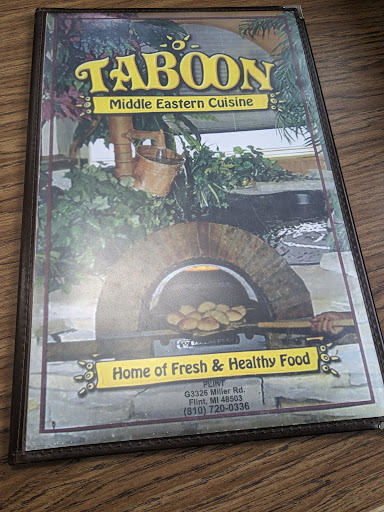 TABOON
Middle Eastern Cuisine
Home of Fresh & Healthy Food
FLINT
G3326 Miller Rd.
Flint, MI 48503
(810) 720-0336